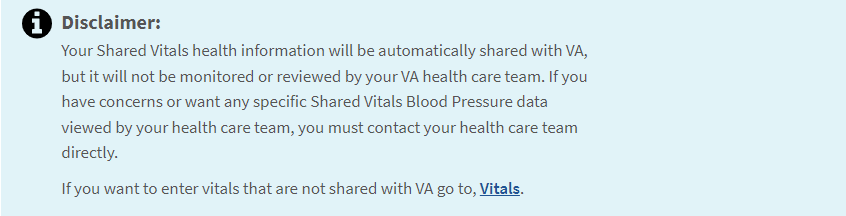 Disclaimer:
Your Shared Vitals health information will be automatically shared with VA,
but it will not be monitored or reviewed by your VA health care team. If you
have concerns or want any specific Shared Vitals Blood Pressure data
viewed by your health care team, you must contact your health care team
directly.
If you want to enter vitals that are not shared with VA go to, Vitals.